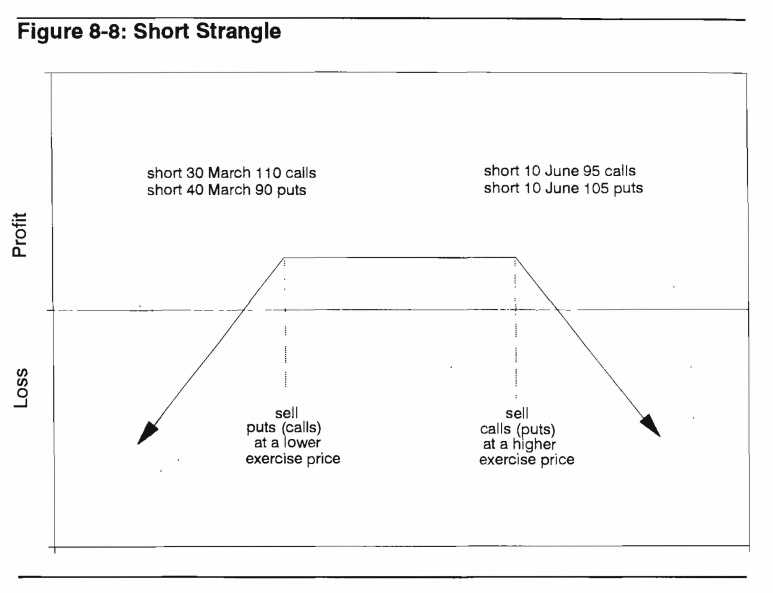 Figure 8-8: Short Strangle
short 30 March 110 calls
short 40 March 90 puts
short 10 June 95 calls
short 10 June 105 puts
Profit
Loss
sell
puts (calls)
at a lower
exercise price
sell
calls (puts)
at a higher
exercise price